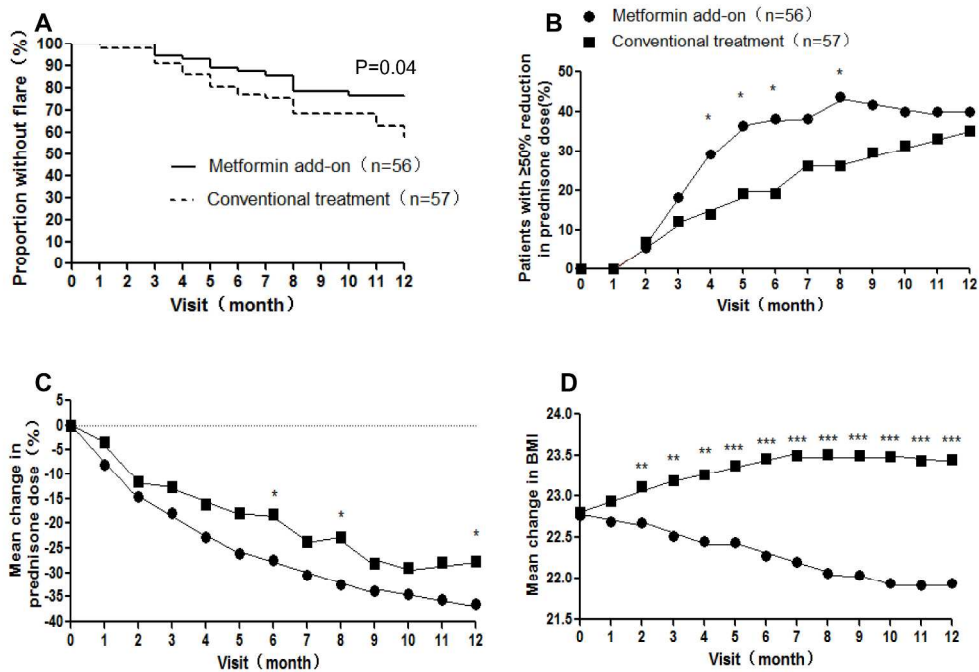 A
Proportion without flare (%)
100
90
80
70
60
50
40
30
20
10
0
P=0.04
Metformin add-on (n=56)
Conventional treatment (n=57)
0 1 2 3 4 5 6 7 8 9 10 11 12
Visit (month)
B
Metformin add-on (n=56)
Conventional treatment (n=57)
Patients with ≥50% reduction
in prednisone dose(%)
50
40
30
20
10
0
* * * *
0 1 2 3 4 5 6 7 8 9 10 11 12
Visit (month)
C
Mean change in
prednisione dose (%)
5
0
-5
-10
-15
-20
-25
-30
-35
-40
* * *
0 1 2 3 4 5 6 7 8 9 10 11 12
Visit (month)
D
Mean change in BMI
24.0
23.5
23.0
22.5
22.0
21.5
** ** ** *** *** *** *** *** *** *** ***
0 1 2 3 4 5 6 7 8 9 10 11 12
Visit (month)